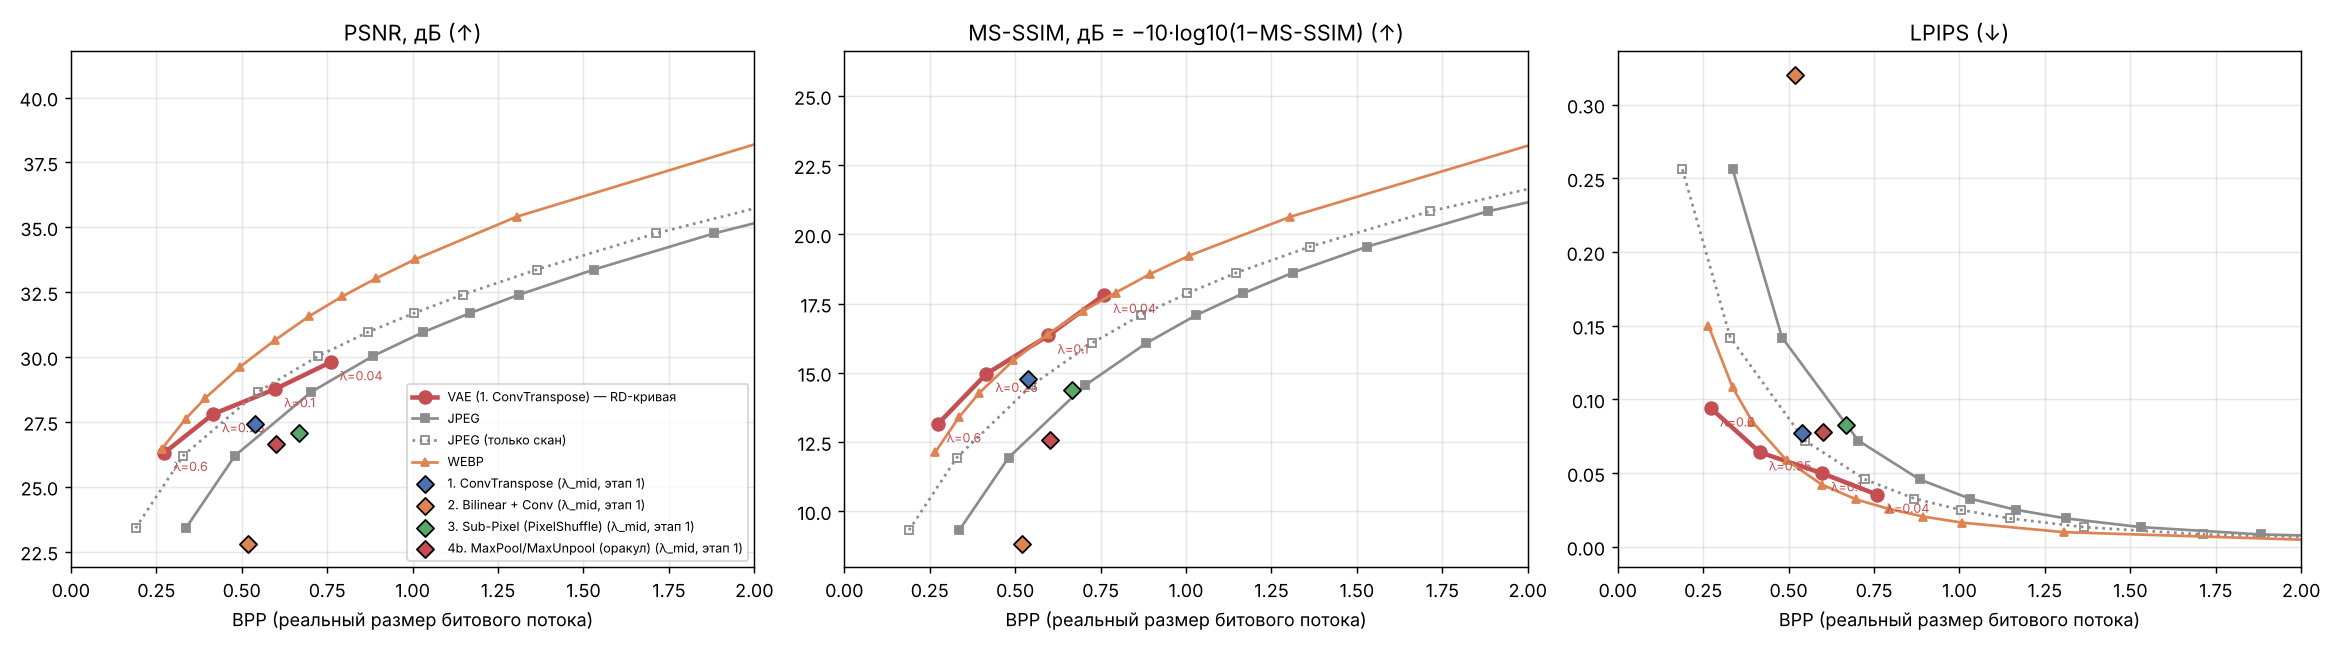 PSNR, дБ (↑)
40.0
37.5
35.0
32.5
30.0
27.5
25.0
22.5
0.00 0.25 0.50 0.75 1.00 1.25 1.50 1.75 2.00
BPP (реальный размер битового потока)
λ=0.04
λ=0.1
λ=0.6
VAE (1. ConvTranspose) — RD-кривая
JPEG
JPEG (только скан)
WEBP
1. ConvTranspose (λ_mid, этап 1)
2. Bilinear + Conv (λ_mid, этап 1)
3. Sub-Pixel (PixelShuffle) (λ_mid, этап 1)
4b. MaxPool/MaxUnpool (оракул) (λ_mid, этап 1)
MS-SSIM, дБ = −10·log10(1−MS-SSIM) (↑)
25.0
22.5
20.0
17.5
15.0
12.5
10.0
0.00 0.25 0.50 0.75 1.00 1.25 1.50 1.75 2.00
BPP (реальный размер битового потока)
λ=0.04
λ=0.1
λ=0.25
λ=0.6
LPIPS (↓)
0.30
0.25
0.20
0.15
0.10
0.05
0.00
0.00 0.25 0.50 0.75 1.00 1.25 1.50 1.75 2.00
BPP (реальный размер битового потока)
λ=0.6
λ=0.25
λ=0.04